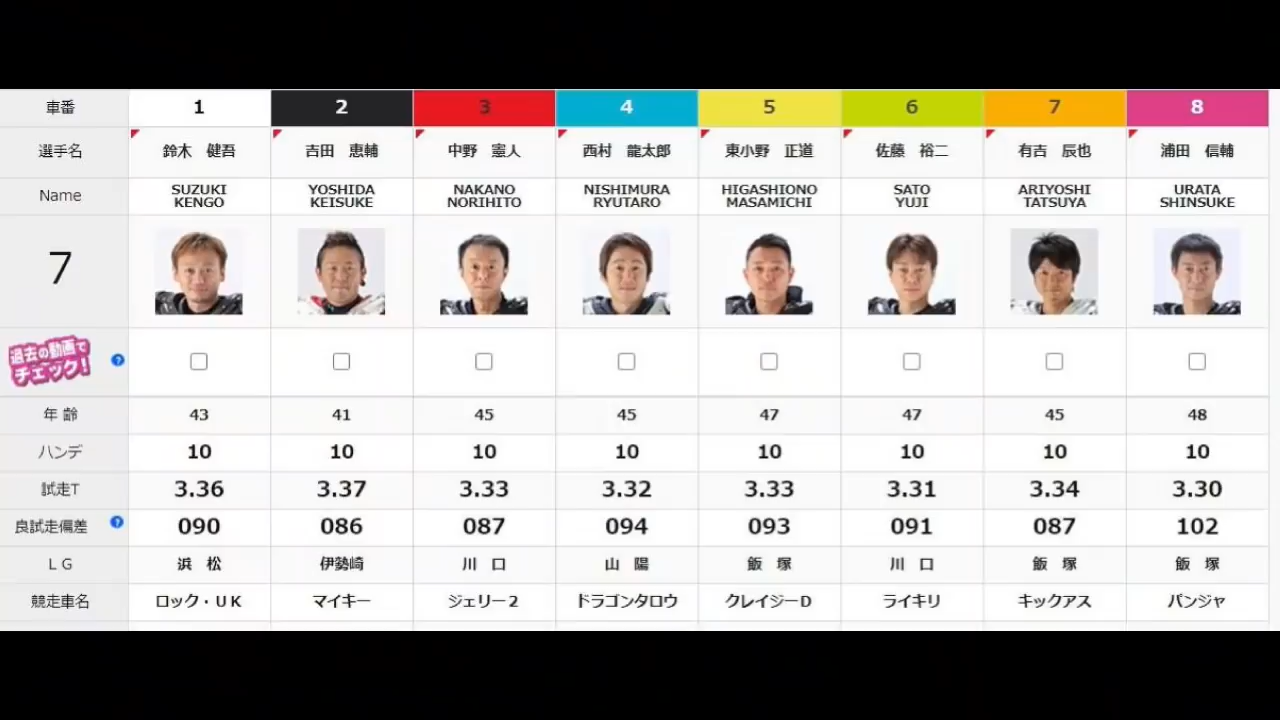 車番 1 2 3 4 5 6 7 8
選手名 鈴木 健吾 吉田 恵輔 中野 憲人 西村 龍太郎 東小野 正道 佐藤 裕二 有吉 辰也 浦田 信輔
Name SUZUKI KENGO YOSHIDA KEISUKE NAKANO NORIHITO NISHIMURA RYUTARO HIGASHIONO MASAMICHI SATO YUJI ARIYOSHI TATSUYA URATA SHINSUKE
7
過去の動画で
チェック! ?
年齢 43 41 45 45 47 47 45 48
ハンデ 10 10 10 10 10 10 10 10
試走T 3.36 3.37 3.33 3.32 3.33 3.31 3.34 3.30
良試走偏差 ? 090 086 087 094 093 091 087 102
LG 浜松 伊勢崎 川口 山陽 飯塚 川口 飯塚 飯塚
競走車名 ロック・UK マイキー ジェリー2 ドラゴンタロウ クレイジーD ライキリ キックアス パンジャ